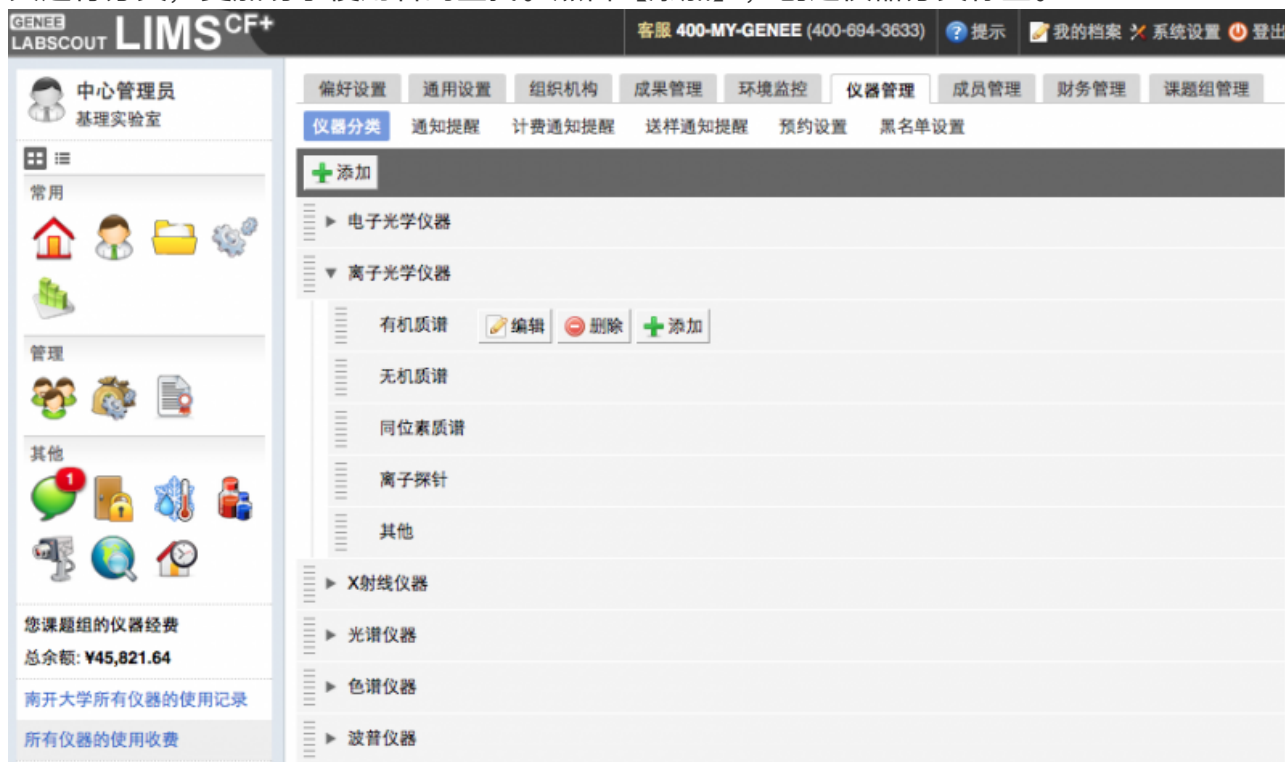 GENEE
LABSCOUT LIMS CF+
客服 400-MY-GENEE (400-694-3633) 提示 我的档案 系统设置 登出
中心管理员
基理实验室
常用
管理
其他
1
您课题组的仪器经费
总余额: ¥45,821.64
南开大学所有仪器的使用记录
所有仪器的使用收费
偏好设置 通用设置 组织机构 成果管理 环境监控 仪器管理 成员管理 财务管理 课题组管理
仪器分类 通知提醒 计费通知提醒 送样通知提醒 预约设置 黑名单设置
添加
电子光学仪器
离子光学仪器
有机质谱 编辑 删除 添加
无机质谱
同位素质谱
离子探针
其他
X射线仪器
光谱仪器
色谱仪器
波普仪器